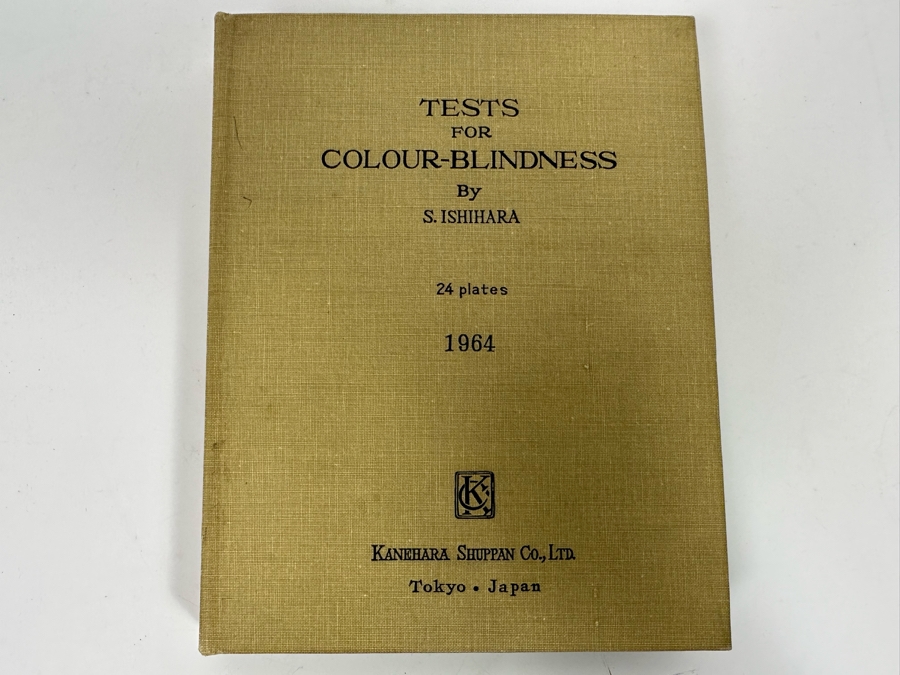 TESTS
FOR
COLOUR-BLINDNESS
By
S. ISHIHARA
24 plates
1964
KANEHARA SHUPPAN CO., LTD.
Tokyo • Japan